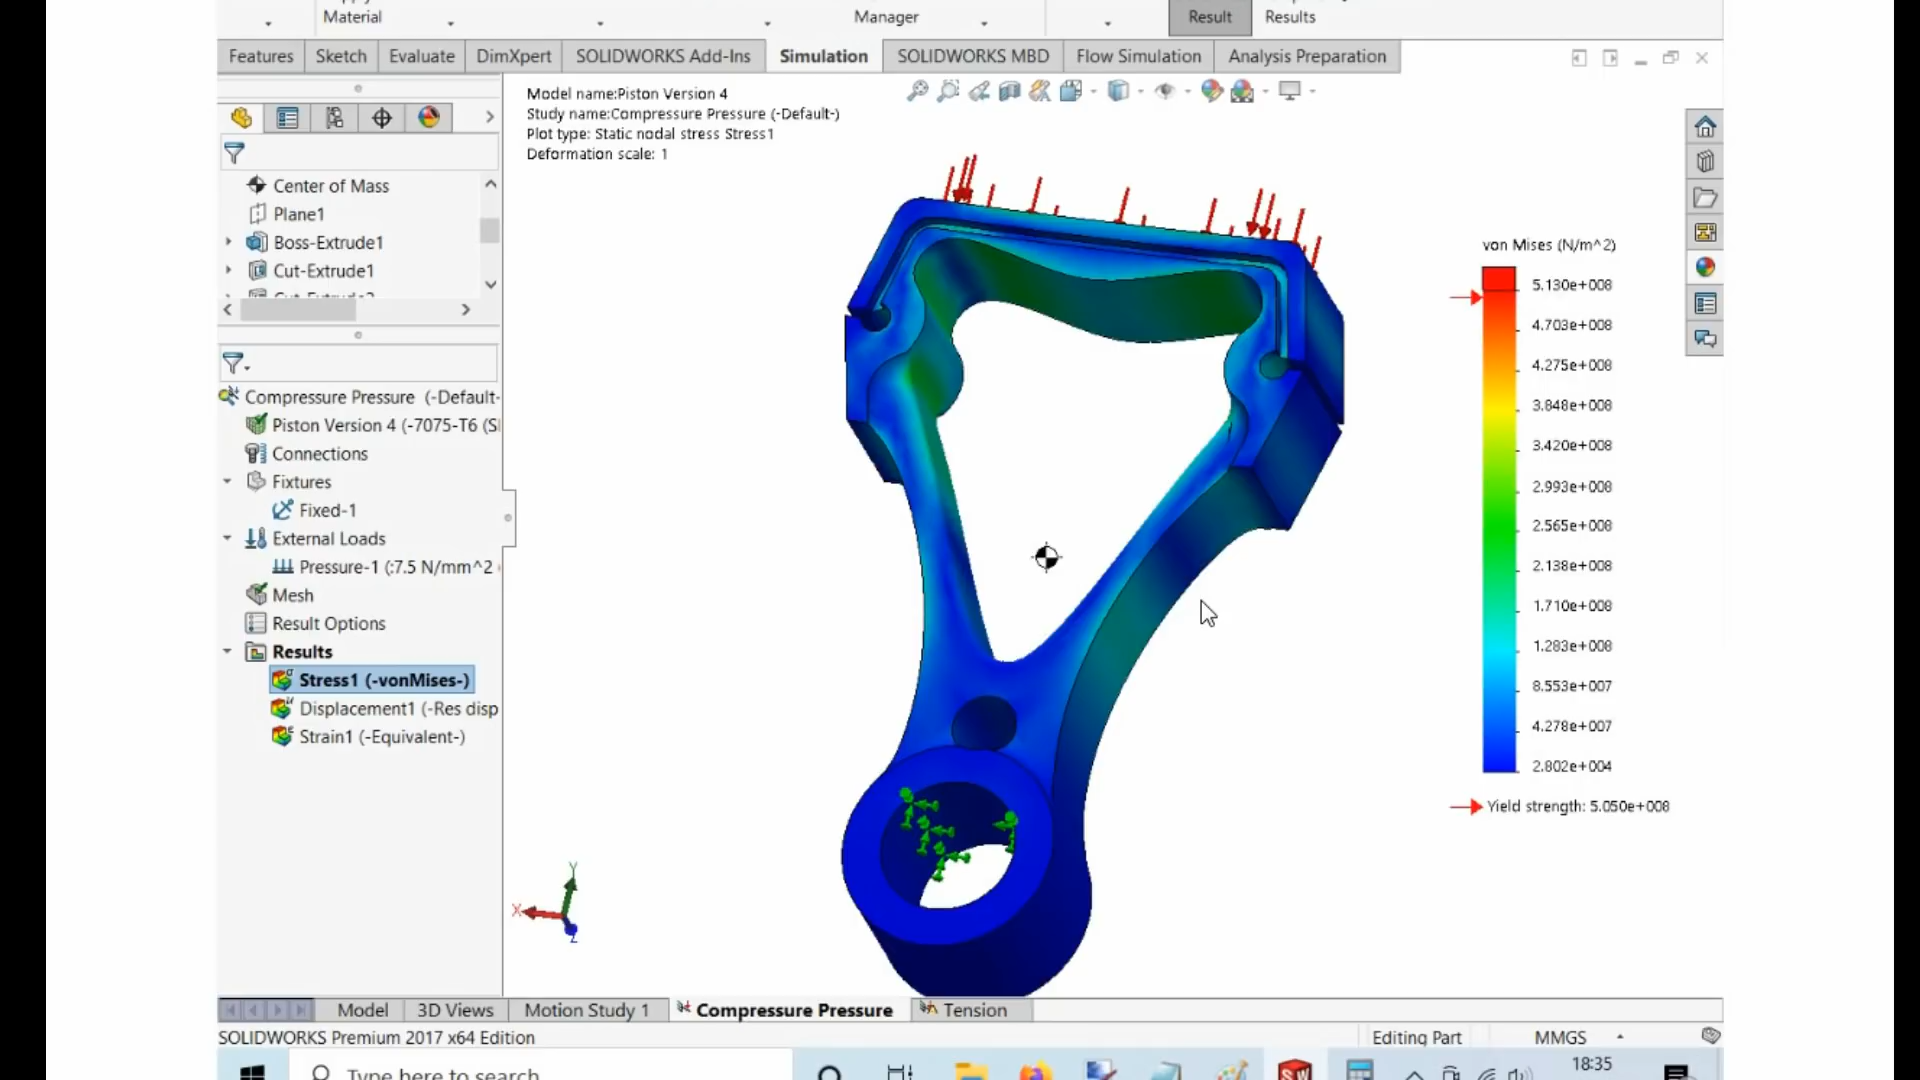 Material
Manager
Result
Results
Features Sketch Evaluate DimXpert SOLIDWORKS Add-Ins Simulation SOLIDWORKS MBD Flow Simulation Analysis Preparation
Model name:Piston Version 4
Study name:Compressure Pressure (-Default-)
Plot type: Static nodal stress Stress1
Deformation scale: 1
Center of Mass
Plane1
Boss-Extrude1
Cut-Extrude1
Compressure Pressure (-Default-
Piston Version 4 (-7075-T6 (S
Connections
Fixtures
Fixed-1
External Loads
Pressure-1 (:7.5 N/mm^2
Mesh
Result Options
Results
Stress1 (-vonMises-)
Displacement1 (-Res disp
Strain1 (-Equivalent-)
von Mises (N/m^2)
5.130e+008
4.703e+008
4.275e+008
3.848e+008
3.420e+008
2.993e+008
2.565e+008
2.138e+008
1.710e+008
1.283e+008
8.553e+007
4.278e+007
2.802e+004
Yield strength: 5.050e+008
Y
X
Z
Model 3D Views Motion Study 1 Compressure Pressure Tension
SOLIDWORKS Premium 2017 x64 Edition
Editing Part
MMGS
Type here to search
SW
18:35